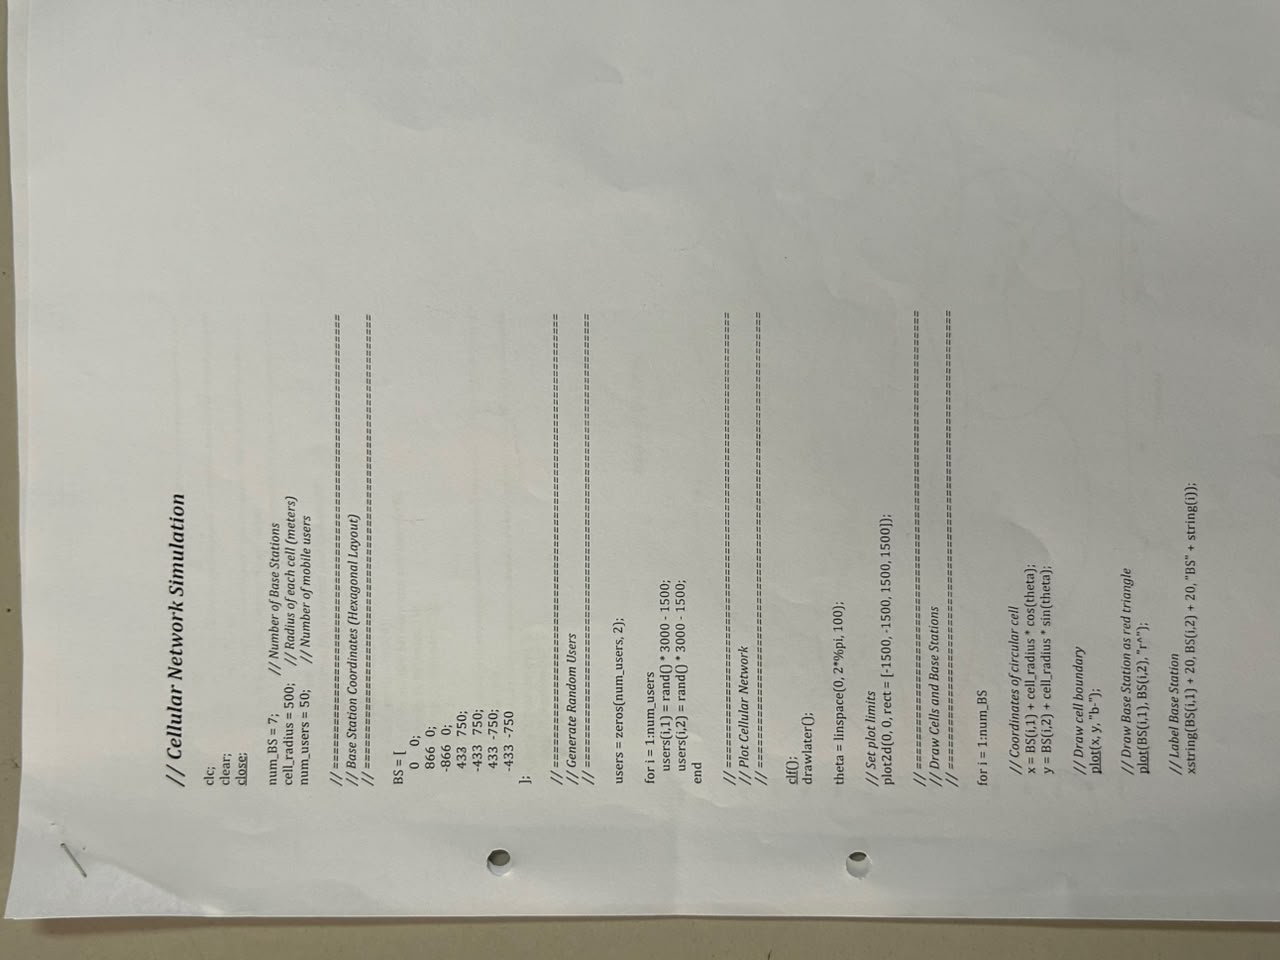 // Cellular Network Simulation
clc;
clear;
close;
num_BS = 7; // Number of Base Stations
cell_radius = 500; // Radius of each cell (meters)
num_users = 50; // Number of mobile users
// ==============================================================
// Base Station Coordinates (Hexagonal Layout)
// ==============================================================
BS = [
0 0;
866 0;
-866 0;
433 750;
-433 750;
433 -750;
-433 -750
];
// ==============================================================
// Generate Random Users
// ==============================================================
users = zeros(num_users, 2);
for i = 1:num_users
users(i,1) = rand() * 3000 - 1500;
users(i,2) = rand() * 3000 - 1500;
end
// ==============================================================
// Plot Cellular Network
// ==============================================================
clf();
drawlater();
theta = linspace(0, 2*%pi, 100);
// Set plot limits
plot2d(0, 0, rect = [-1500, -1500, 1500, 1500]);
// ==============================================================
// Draw Cells and Base Stations
// ==============================================================
for i = 1:num_BS
// Coordinates of circular cell
x = BS(i,1) + cell_radius * cos(theta);
y = BS(i,2) + cell_radius * sin(theta);
// Draw cell boundary
plot(x, y, "b-");
// Draw Base Station as red triangle
plot(BS(i,1), BS(i,2), "r^");
// Label Base Station
xstring(BS(i,1) + 20, BS(i,2) + 20, "BS" + string(i));